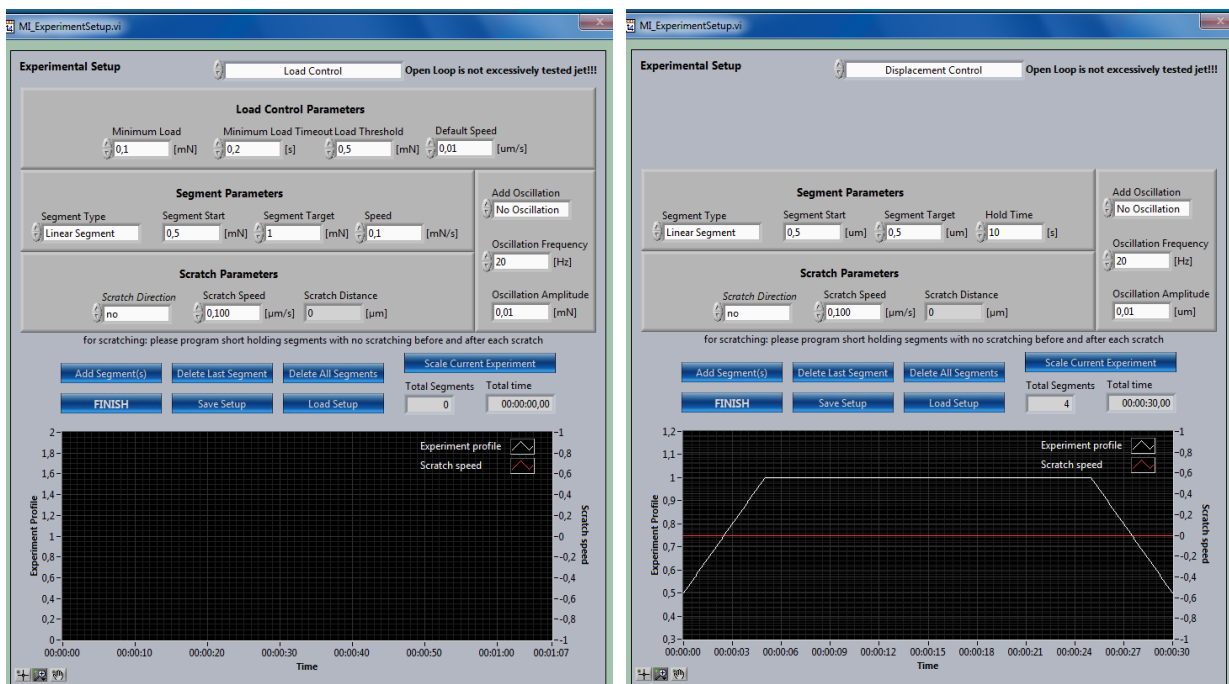 MI_ExperimentSetup.vi
Experimental Setup
Load Control
Open Loop is not excessively tested jet!!!
Load Control Parameters
Minimum Load Minimum Load Timeout Load Threshold Default Speed
0,1 [mN] 0,2 [s] 0,5 [mN] 0,01 [um/s]
Segment Parameters
Segment Type Segment Start Segment Target Speed
Linear Segment 0,5 [mN] 1 [mN] 0,1 [mN/s]
Add Oscillation
No Oscillation
Oscillation Frequency
20 [Hz]
Oscillation Amplitude
0,01 [mN]
Scratch Parameters
Scratch Direction Scratch Speed Scratch Distance
no 0,100 [µm/s] 0 [µm]
for scratching: please program short holding segments with no scratching before and after each scratch
Add Segment(s) Delete Last Segment Delete All Segments Scale Current Experiment
Total Segments Total time
FINISH Save Setup Load Setup 0 00:00:00,00
Experiment profile
Scratch speed
2
1,8
1,6
1,4
1,2
1
0,8
0,6
0,4
0,2
0
Experiment Profile
1
0,8
0,6
0,4
0,2
0
-0,2
-0,4
-0,6
-0,8
-1
Scratch speed
00:00:00 00:00:10 00:00:20 00:00:30 00:00:40 00:00:50 00:01:00 00:01:07
Time
MI_ExperimentSetup.vi
Experimental Setup
Displacement Control
Open Loop is not excessively tested jet!!!
Segment Parameters
Segment Type Segment Start Segment Target Hold Time
Linear Segment 0,5 [um] 0,5 [um] 10 [s]
Add Oscillation
No Oscillation
Oscillation Frequency
20 [Hz]
Oscillation Amplitude
0,01 [um]
Scratch Parameters
Scratch Direction Scratch Speed Scratch Distance
no 0,100 [µm/s] 0 [µm]
for scratching: please program short holding segments with no scratching before and after each scratch
Add Segment(s) Delete Last Segment Delete All Segments Scale Current Experiment
Total Segments Total time
FINISH Save Setup Load Setup 4 00:00:30,00
Experiment profile
Scratch speed
1,2
1,1
1
0,9
0,8
0,7
0,6
0,5
0,4
0,3
Experiment Profile
1
0,8
0,6
0,4
0,2
0
-0,2
-0,4
-0,6
-0,8
-1
Scratch speed
00:00:00 00:00:03 00:00:06 00:00:09 00:00:12 00:00:15 00:00:18 00:00:21 00:00:24 00:00:27 00:00:30
Time